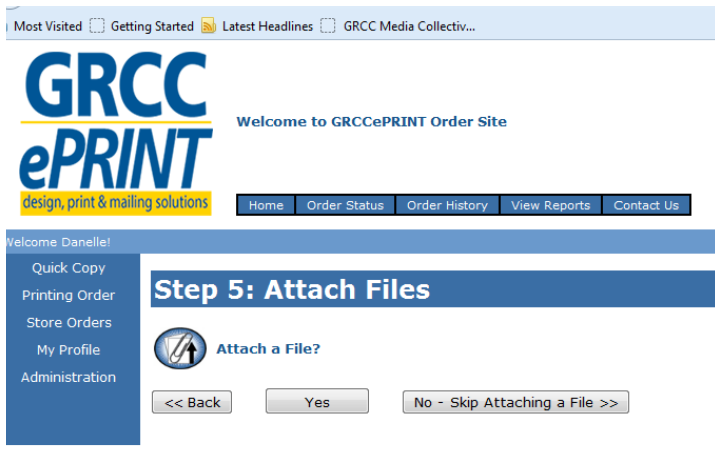 Most Visited Getting Started Latest Headlines GRCC Media Collectiv...
GRCC
ePRINT
design, print & mailing solutions
Welcome to GRCCePRINT Order Site
Home Order Status Order History View Reports Contact Us
Welcome Danelle!
Quick Copy
Printing Order
Store Orders
My Profile
Administration
Step 5: Attach Files
Attach a File?
<< Back Yes No - Skip Attaching a File >>